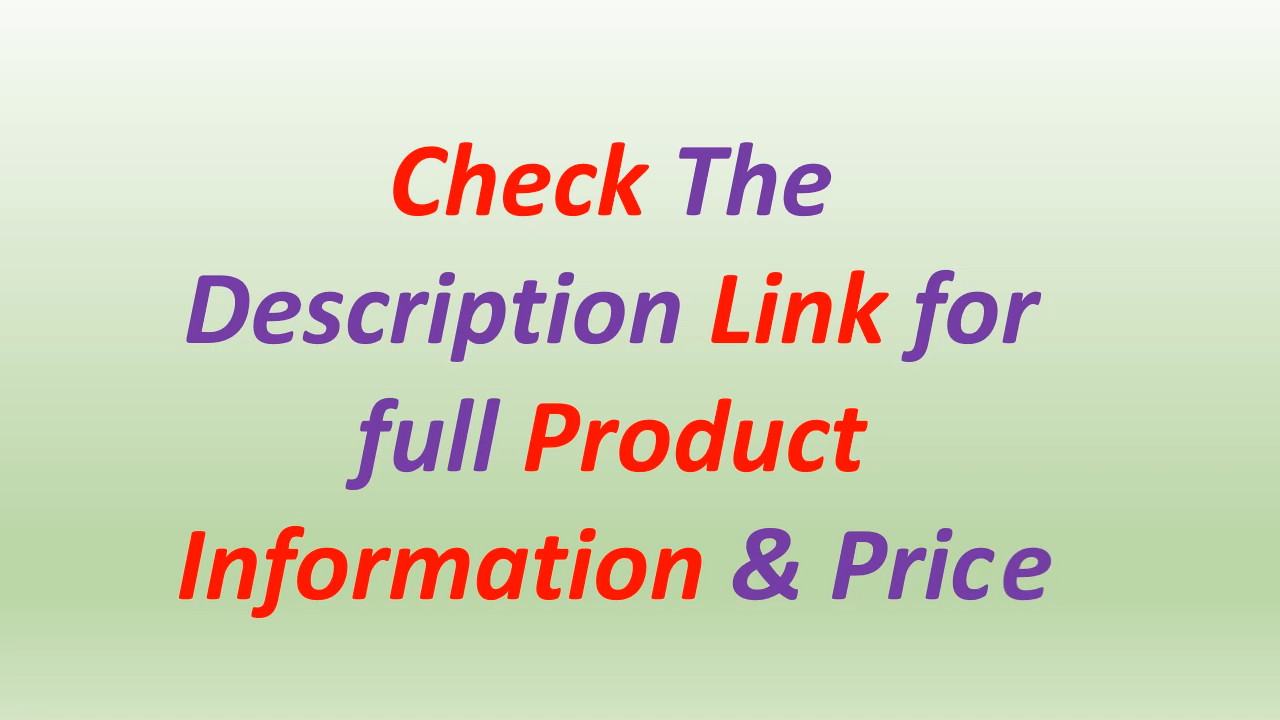 Check The
Description Link for
full Product
Information & Price